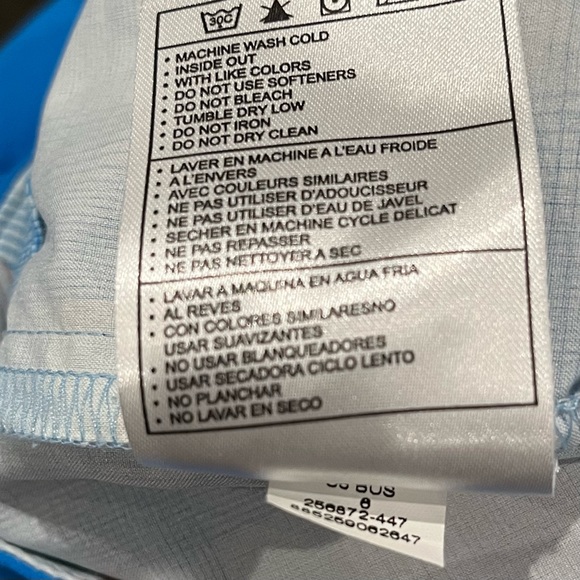 30C
• MACHINE WASH COLD
• INSIDE OUT
• WITH LIKE COLORS
• DO NOT USE SOFTENERS
• DO NOT BLEACH
• TUMBLE DRY LOW
• DO NOT IRON
• DO NOT DRY CLEAN
• LAVER EN MACHINE A L'EAU FROIDE
• A L'ENVERS
• AVEC COULEURS SIMILAIRES
• NE PAS UTILISER D'ADOUCISSEUR
• NE PAS UTILISER D'EAU DE JAVEL
• SECHER EN MACHINE CYCLE DELICAT
• NE PAS REPASSER
• NE PAS NETTOYER A SEC
• LAVAR A MAQUINA EN AGUA FRIA
• AL REVES
• CON COLORES SIMILARESNO
USAR SUAVIZANTES
• NO USAR BLANQUEADORES
• USAR SECADORA CICLO LENTO
• NO PLANCHAR
• NO LAVAR EN SECO
BUS
6
256872-447